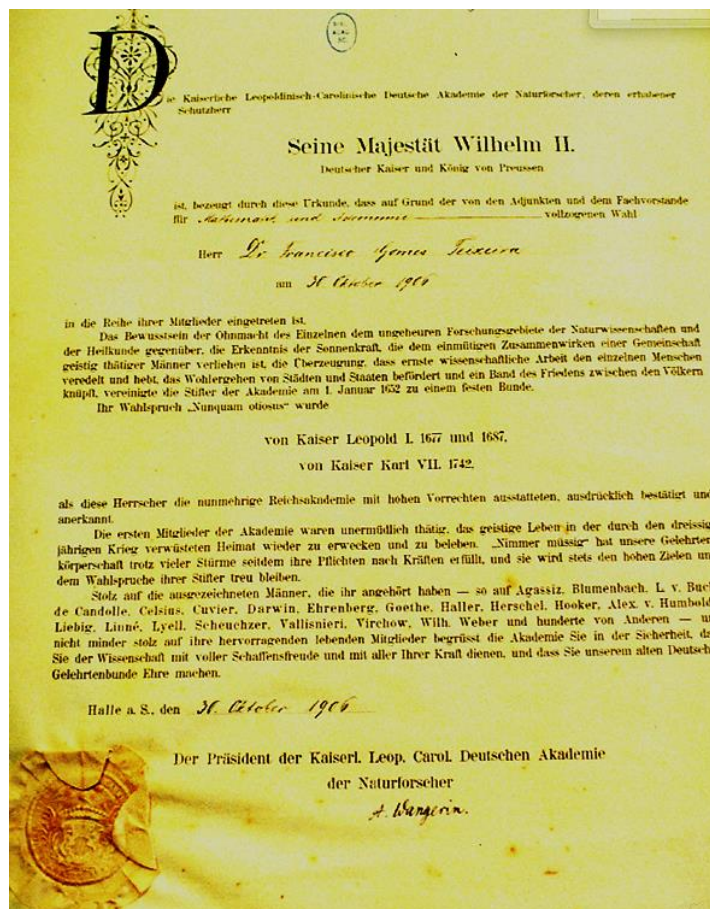 Die Kaiserliche Leopoldinisch-Carolinische Deutsche Akademie der Naturforscher, deren erhabener
Schutzherr
Seine Majestät Wilhelm II.
Deutscher Kaiser und König von Preussen
ist, bezeugt durch diese Urkunde, dass auf Grund der von den Adjunkten und dem Fachvorstande
für und vollzogenen Wahl
Herr Dr Francisco Gomes Teixeira
am 30 Oktober 1906
in die Reihe ihrer Mitglieder eingetreten ist.
Das Bewusstsein der Ohnmacht des Einzelnen dem ungeheuren Forschungsgebiete der Naturwissenschaften und
der Heilkunde gegenüber, die Erkenntnis der Sonnenkraft, die dem einmütigen Zusammenwirken einer Gemeinschaft
geistig thätiger Männer verliehen ist, die Überzeugung, dass ernste wissenschaftliche Arbeit den einzelnen Menschen
veredelt und hebt, das Wohlergehen von Städten und Staaten befördert und ein Band des Friedens zwischen den Völkern
knüpft, vereinigte die Stifter der Akademie am 1. Januar 1652 zu einem festen Bunde.
Ihr Wahlspruch „Nunquam otiosus“ wurde
von Kaiser Leopold I. 1677 und 1687,
von Kaiser Karl VII. 1742,
als diese Herrscher die nunmehrige Reichsakademie mit hohen Vorrechten ausstatteten, ausdrücklich bestätigt und
anerkannt.
Die ersten Mitglieder der Akademie waren unermüdlich thätig, das geistige Leben in der durch den dreissig
jährigen Krieg verwüsteten Heimat wieder zu erwecken und zu beleben. „Nimmer müssig“ hat unsere Gelehrten
körperschaft trotz vieler Stürme seitdem ihre Pflichten nach Kräften erfüllt, und sie wird stets den hohen Zielen un
dem Wahlspruche ihrer Stifter treu bleiben.
Stolz auf die ausgezeichneten Männer, die ihr angehört haben — so auf Agassiz, Blumenbach, L. v. Buc
de Candolle, Celsius, Cuvier, Darwin, Ehrenberg, Goethe, Haller, Herschel, Hooker, Alex. v. Humbold
Liebig, Linné, Lyell, Scheuchzer, Vallisnieri, Virchow, Wilh. Weber und hunderte von Anderen — un
nicht minder stolz auf ihre hervorragenden lebenden Mitglieder begrüsst die Akademie Sie in der Sicherheit, da
Sie der Wissenschaft mit voller Schaffensfreude und mit aller Ihrer Kraft dienen, und dass Sie unserem alten Deutsch
Gelehrtenbunde Ehre machen.
Halle a. S., den 30. Oktober 1906
Der Präsident der Kaiserl. Leop. Carol. Deutschen Akademie
der Naturforscher
A. Wangerin.